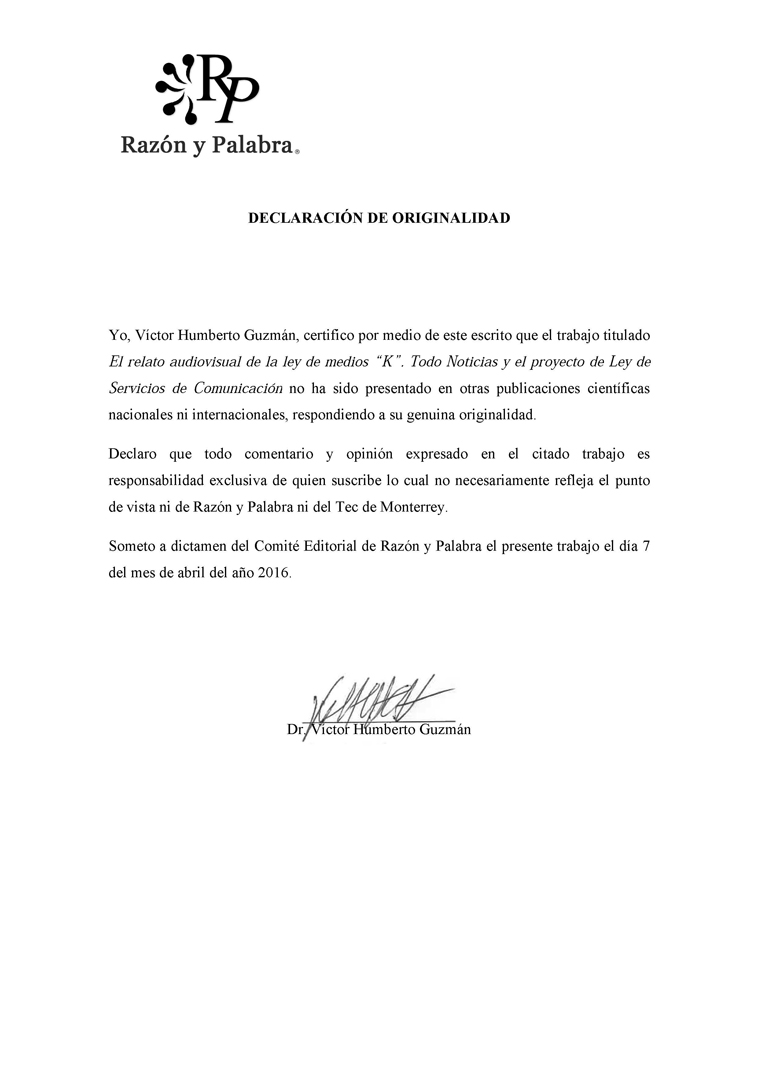 RP
Razón y Palabra®
DECLARACIÓN DE ORIGINALIDAD
Yo, Víctor Humberto Guzmán, certifico por medio de este escrito que el trabajo titulado
El relato audiovisual de la ley de medios “K”. Todo Noticias y el proyecto de Ley de
Servicios de Comunicación no ha sido presentado en otras publicaciones científicas
nacionales ni internacionales, respondiendo a su genuina originalidad.
Declaro que todo comentario y opinión expresado en el citado trabajo es
responsabilidad exclusiva de quien suscribe lo cual no necesariamente refleja el punto
de vista ni de Razón y Palabra ni del Tec de Monterrey.
Someto a dictamen del Comité Editorial de Razón y Palabra el presente trabajo el día 7
del mes de abril del año 2016.
Dr. Víctor Humberto Guzmán